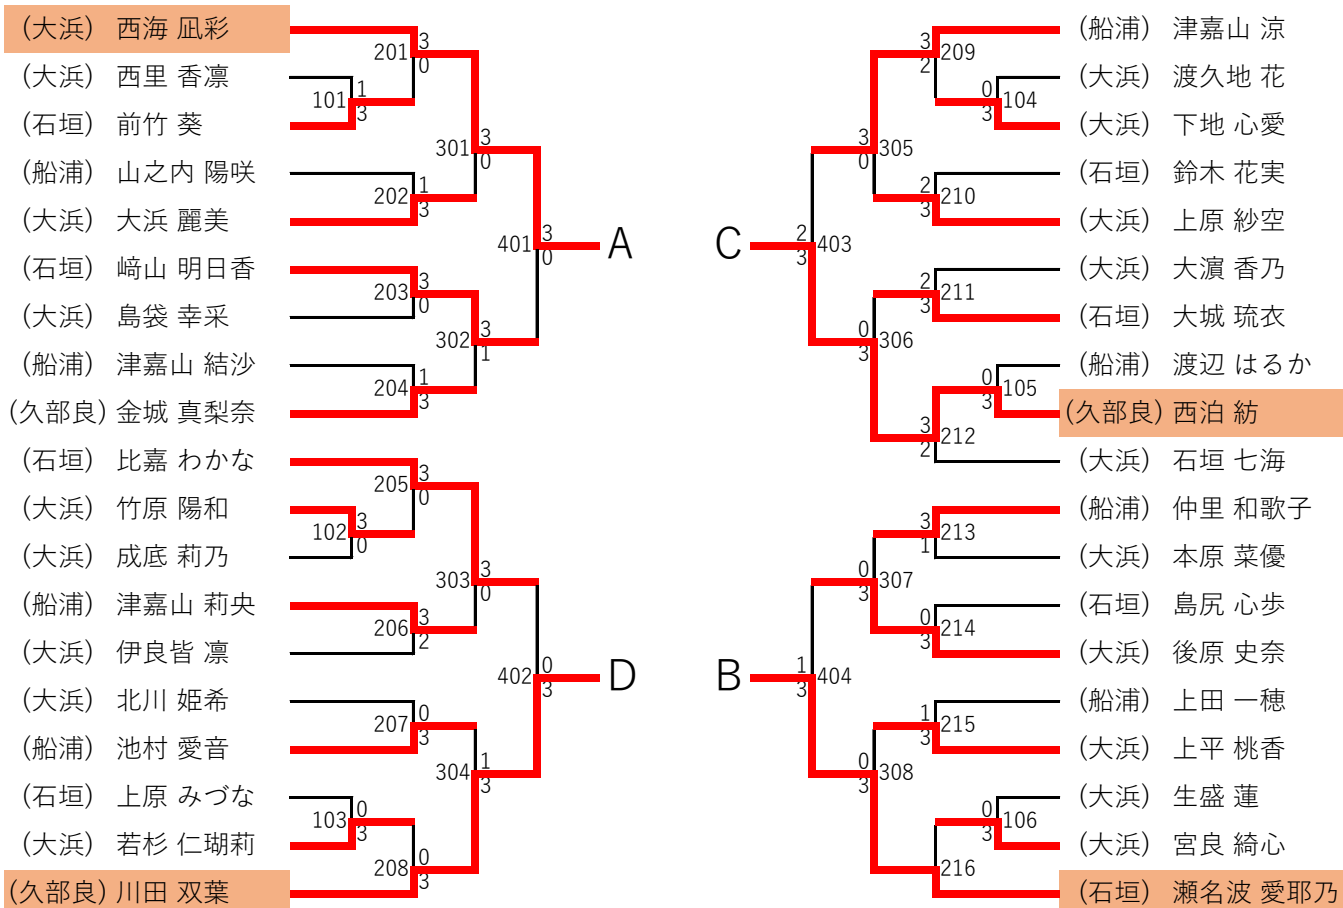 (大浜) 西海 凪彩
(大浜) 西里 香凛
(石垣) 前竹 葵
(船浦) 山之内 陽咲
(大浜) 大浜 麗美
(石垣) 﨑山 明日香
(大浜) 島袋 幸采
(船浦) 津嘉山 結沙
(久部良) 金城 真梨奈
(石垣) 比嘉 わかな
(大浜) 竹原 陽和
(大浜) 成底 莉乃
(船浦) 津嘉山 莉央
(大浜) 伊良皆 凛
(大浜) 北川 姫希
(船浦) 池村 愛音
(石垣) 上原 みづな
(大浜) 若杉 仁瑚莉
(久部良) 川田 双葉
101 1 3
102 3 0
103 0 3
201 3 0
202 1 3
203 3 0
204 1 3
205 3 0
206 3 2
207 0 3
208 0 3
301 3 0
302 3 1
303 3 0
304 1 3
401 3 0
402 0 3
A
D
C
B
2 3 403
1 3 404
3 0 305
0 3 306
0 3 307
0 3 308
3 2 209
2 3 210
2 3 211
3 2 212
3 1 213
0 3 214
1 3 215
216
0 3 104
0 3 105
0 3 106
(船浦) 津嘉山 涼
(大浜) 渡久地 花
(大浜) 下地 心愛
(石垣) 鈴木 花実
(大浜) 上原 紗空
(大浜) 大濵 香乃
(石垣) 大城 琉衣
(船浦) 渡辺 はるか
(久部良) 西泊 紡
(大浜) 石垣 七海
(船浦) 仲里 和歌子
(大浜) 本原 菜優
(石垣) 島尻 心歩
(大浜) 後原 史奈
(船浦) 上田 一穂
(大浜) 上平 桃香
(大浜) 生盛 蓮
(大浜) 宮良 綺心
(石垣) 瀬名波 愛耶乃